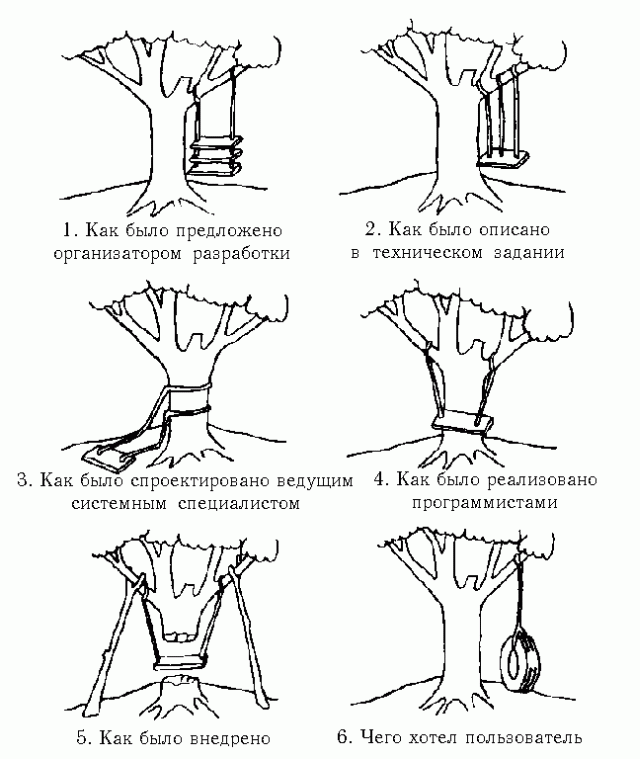 1. Как было предложено
организатором разработки
2. Как было описано
в техническом задании
3. Как было спроектировано ведущим
системным специалистом
4. Как было реализовано
программистами
5. Как было внедрено
6. Чего хотел пользователь